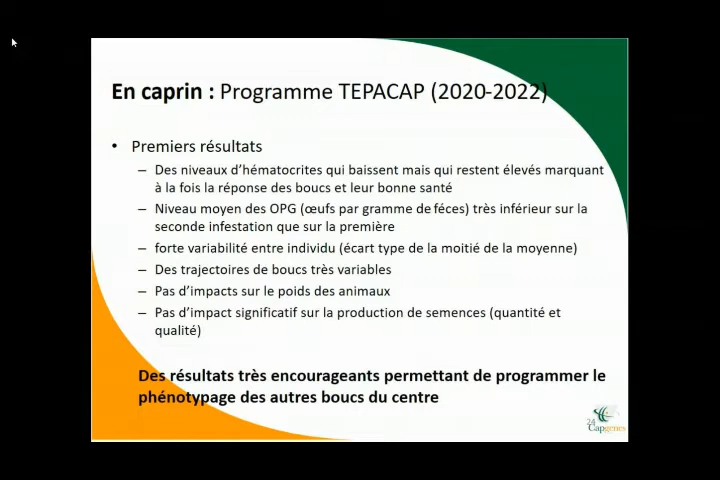 En caprin : Programme TEPACAP (2020-2022)
• Premiers résultats
– Des niveaux d'hématocrites qui baissent mais qui restent élevés marquant
à la fois la réponse des boucs et leur bonne santé
– Niveau moyen des OPG (œufs par gramme de féces) très inférieur sur la
seconde infestation que sur la première
– forte variabilité entre individu (écart type de la moitié de la moyenne)
– Des trajectoires de boucs très variables
– Pas d'impacts sur le poids des animaux
– Pas d'impact significatif sur la production de semences (quantité et
qualité)
Des résultats très encourageants permettant de programmer le
phénotypage des autres boucs du centre
24
Capgenes